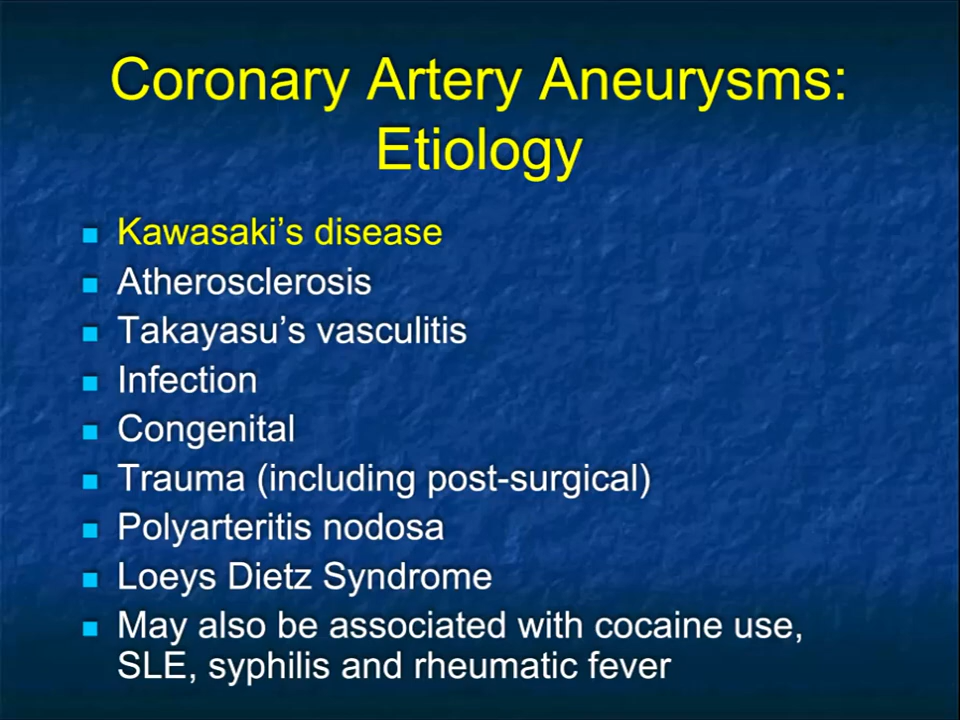 Coronary Artery Aneurysms:
Etiology
Kawasaki's disease
Atherosclerosis
Takayasu's vasculitis
Infection
Congenital
Trauma (including post-surgical)
Polyarteritis nodosa
Loeys Dietz Syndrome
May also be associated with cocaine use,
SLE, syphilis and rheumatic fever